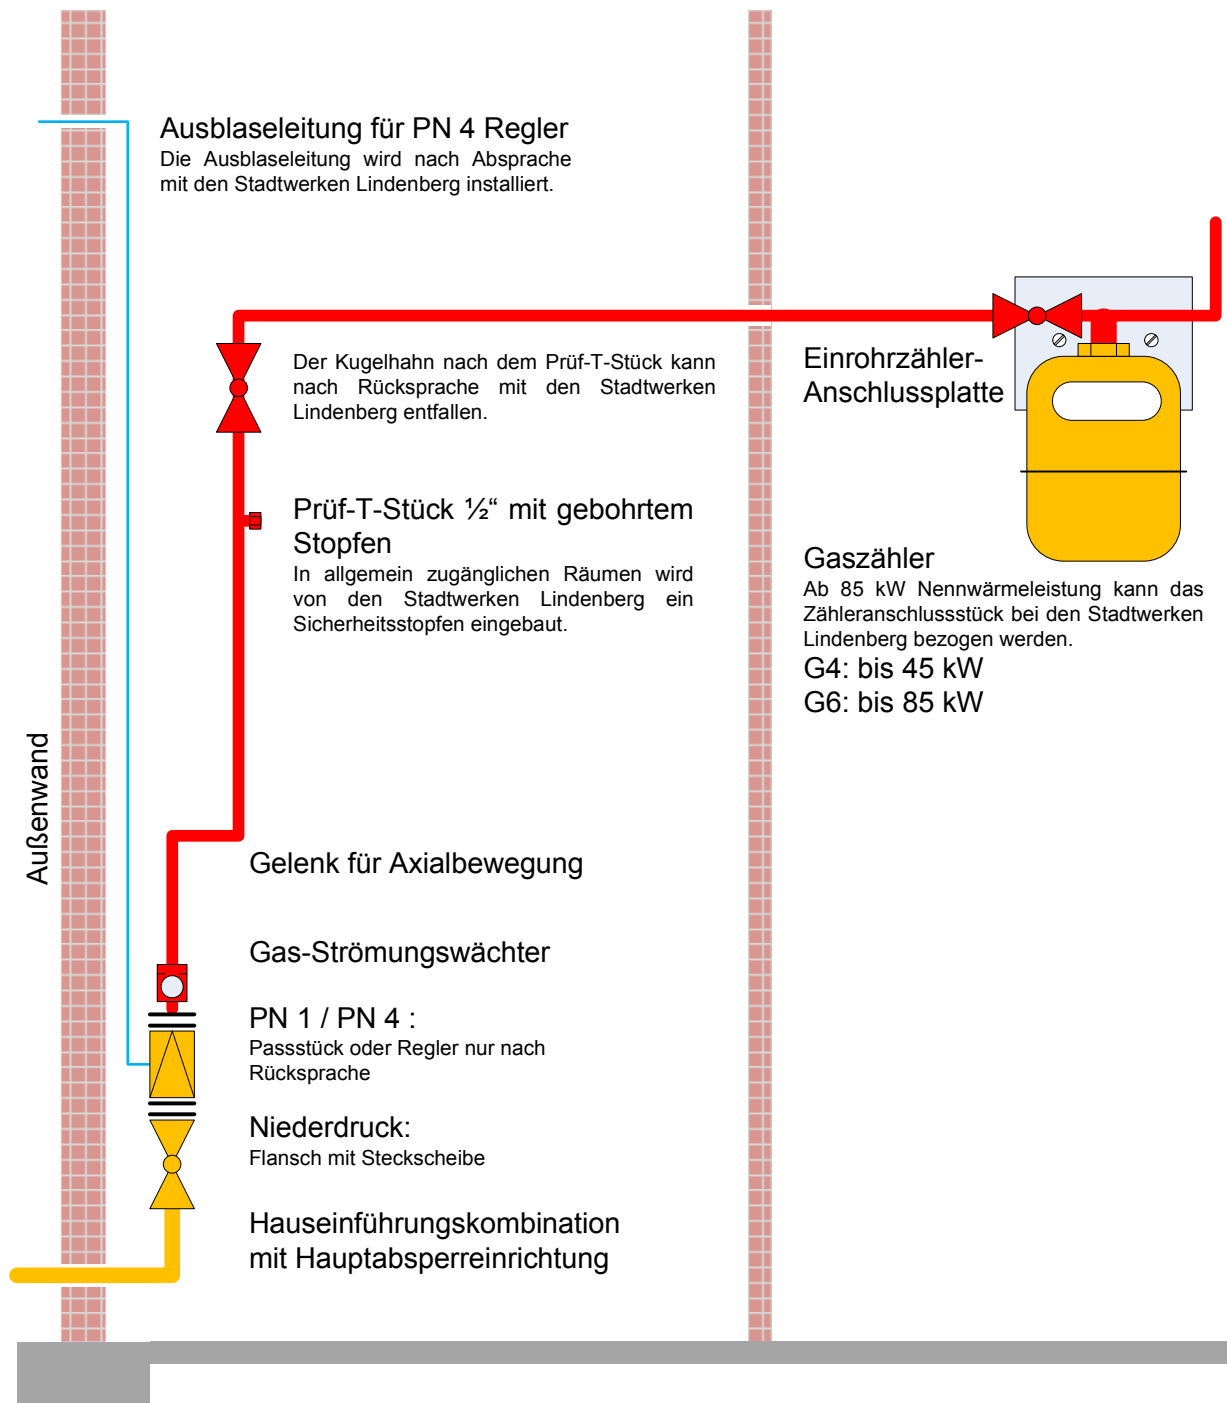 Ausblaseleitung für PN 4 Regler
Die Ausblaseleitung wird nach Absprache
mit den Stadtwerken Lindenberg installiert.
Der Kugelhahn nach dem Prüf-T-Stück kann
nach Rücksprache mit den Stadtwerken
Lindenberg entfallen.
Einrohrzähler-
Anschlussplatte
Prüf-T-Stück ½“ mit gebohrtem
Stopfen
In allgemein zugänglichen Räumen wird
von den Stadtwerken Lindenberg ein
Sicherheitsstopfen eingebaut.
Gaszähler
Ab 85 kW Nennwärmeleistung kann das
Zähleranschlussstück bei den Stadtwerken
Lindenberg bezogen werden.
G4: bis 45 kW
G6: bis 85 kW
Außenwand
Gelenk für Axialbewegung
Gas-Strömungswächter
PN 1 / PN 4 :
Passstück oder Regler nur nach
Rücksprache
Niederdruck:
Flansch mit Steckscheibe
Hauseinführungskombination
mit Hauptabsperreinrichtung